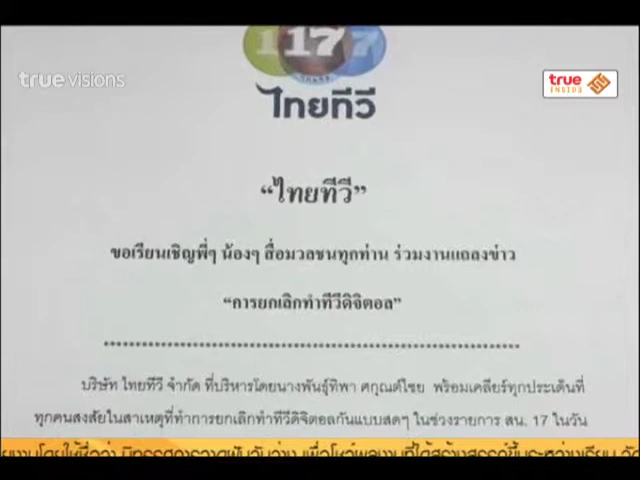 1 17 7
true visions
true
INSIDE
ไทยทีวี
“ไทยทีวี”
ขอเรียนเชิญพี่ๆ น้องๆ สื่อมวลชนทุกท่าน ร่วมงานแถลงข่าว
“การยกเลิกทำทีวีดิจิตอล”
บริษัท ไทยทีวี จำกัด ที่บริหารโดยนางพันธุ์ทิพา ศกุณต์ไชย พร้อมเคลียร์ทุกประเด็นที่
ทุกคนสงสัยในสาเหตุที่ทำการยกเลิกทำทีวีดิจิตอลกันแบบสดๆ ในช่วงรายการ สน. 17 ในวัน